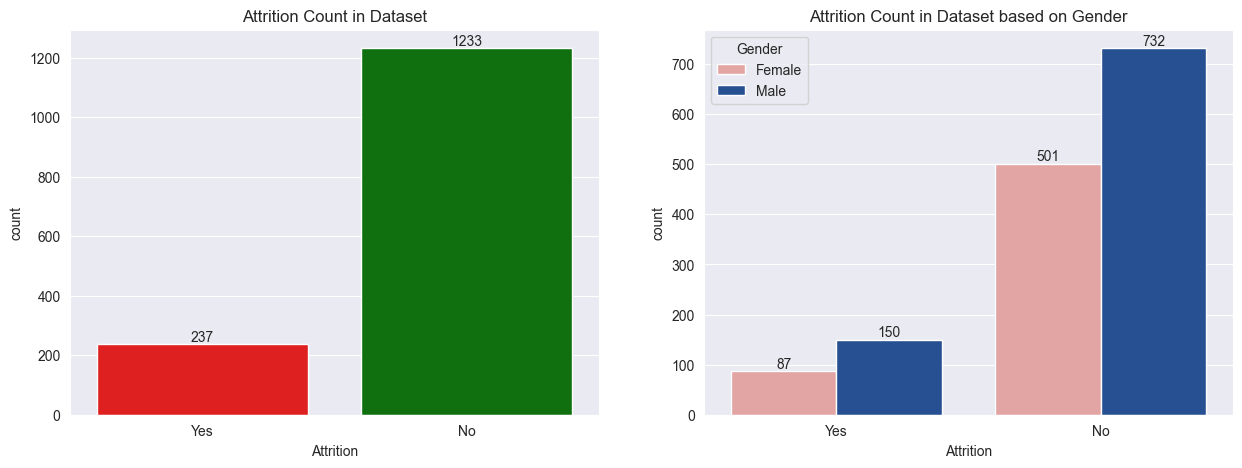 Attrition Count in Dataset
1233
1200
1000
800
600
400
237
200
0
count
Yes
No
Attrition
Attrition Count in Dataset based on Gender
Gender
Female
Male
732
700
600
501
500
400
300
200
150
100
87
0
count
Yes
No
Attrition